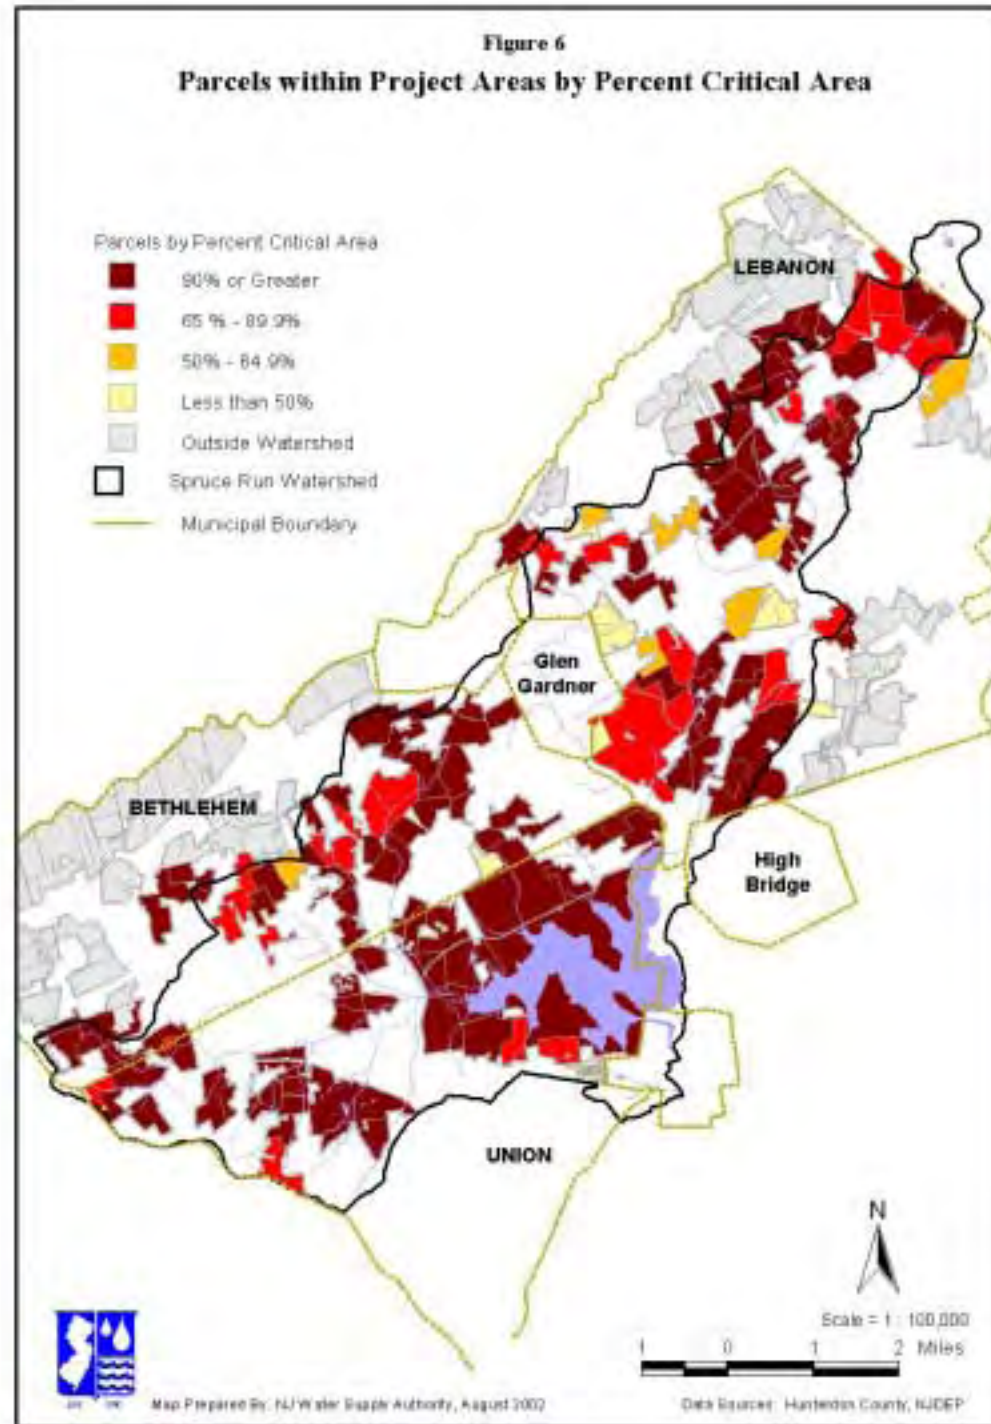 Figure 6
Parcels within Project Areas by Percent Critical Area
Parcels by Percent Critical Area
90% or Greater
65 % - 89.9%
50% - 64.9%
Less than 50%
Outside Watershed
Spruce Run Watershed
Municipal Boundary
LEBANON
Glen
Gardner
BETHLEHEM
High
Bridge
UNION
N
Scale = 1 : 100,000
1 0 1 2 Miles
Map Prepared By: NJ Water Supply Authority, August 2002
Data Sources: Hunterdon County, NJDEP